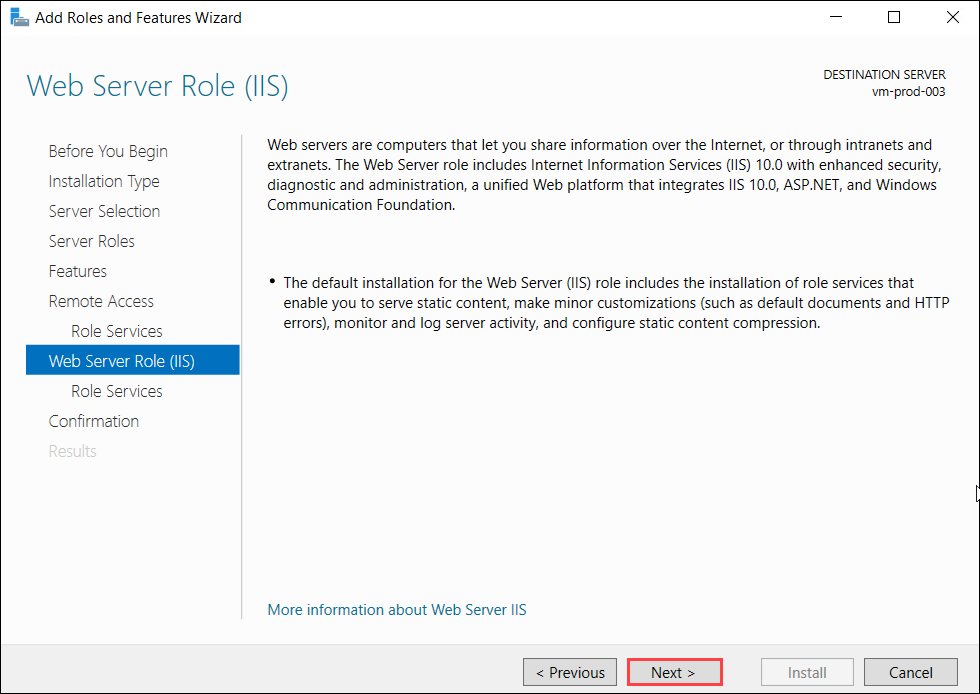 Add Roles and Features Wizard
Web Server Role (IIS)
DESTINATION SERVER
vm-prod-003
Before You Begin
Installation Type
Server Selection
Server Roles
Features
Remote Access
Role Services
Web Server Role (IIS)
Role Services
Confirmation
Results
Web servers are computers that let you share information over the Internet, or through intranets and
extranets. The Web Server role includes Internet Information Services (IIS) 10.0 with enhanced security,
diagnostic and administration, a unified Web platform that integrates IIS 10.0, ASP.NET, and Windows
Communication Foundation.
• The default installation for the Web Server (IIS) role includes the installation of role services that
enable you to serve static content, make minor customizations (such as default documents and HTTP
errors), monitor and log server activity, and configure static content compression.
More information about Web Server IIS
< Previous
Next >
Install
Cancel